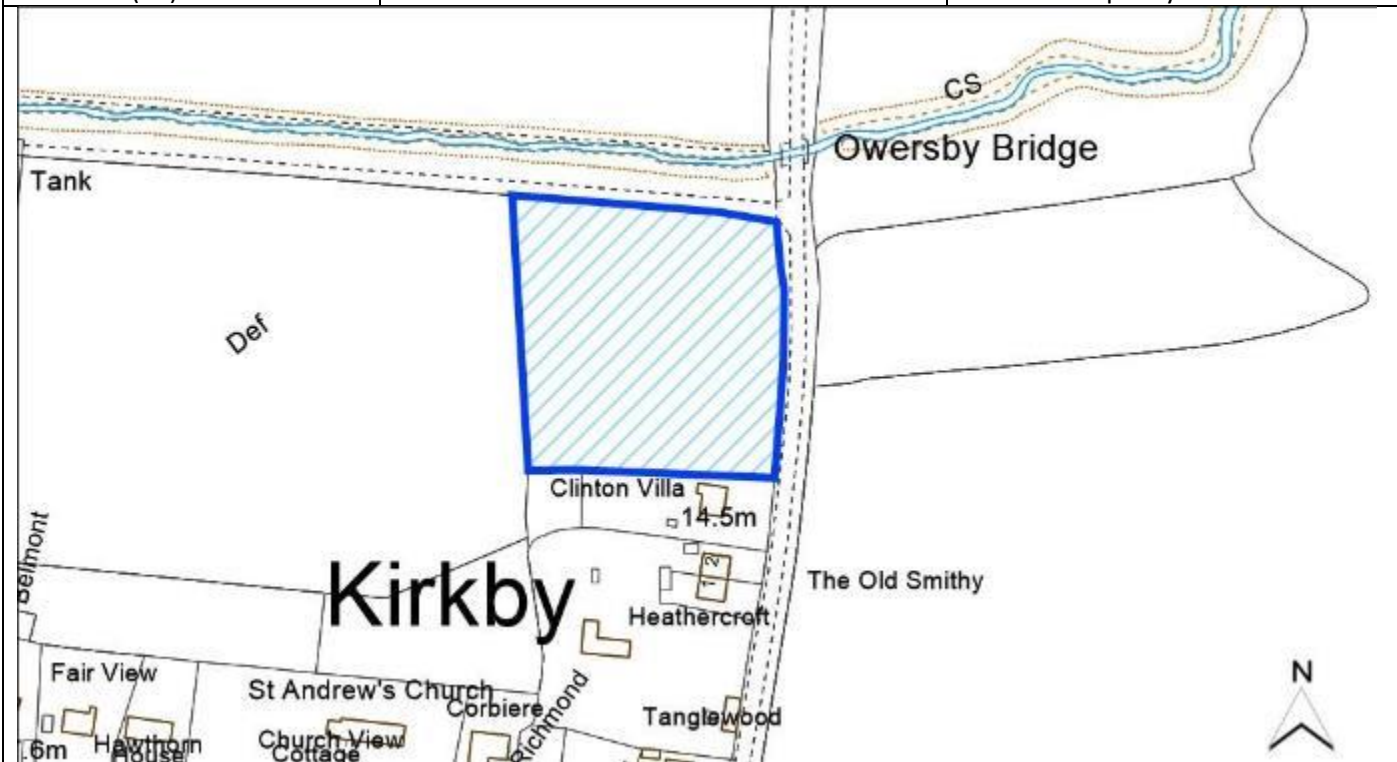 CS
Owersby Bridge
Tank
Def
Clinton Villa
14.5m
Bellmont
Kirkby
1 2
The Old Smithy
Heathercroft
N
Fair View
St Andrew's Church
Corbiere
Richmond
Tanglewood
.6m
Hawthorn
House
Church View
Cottage